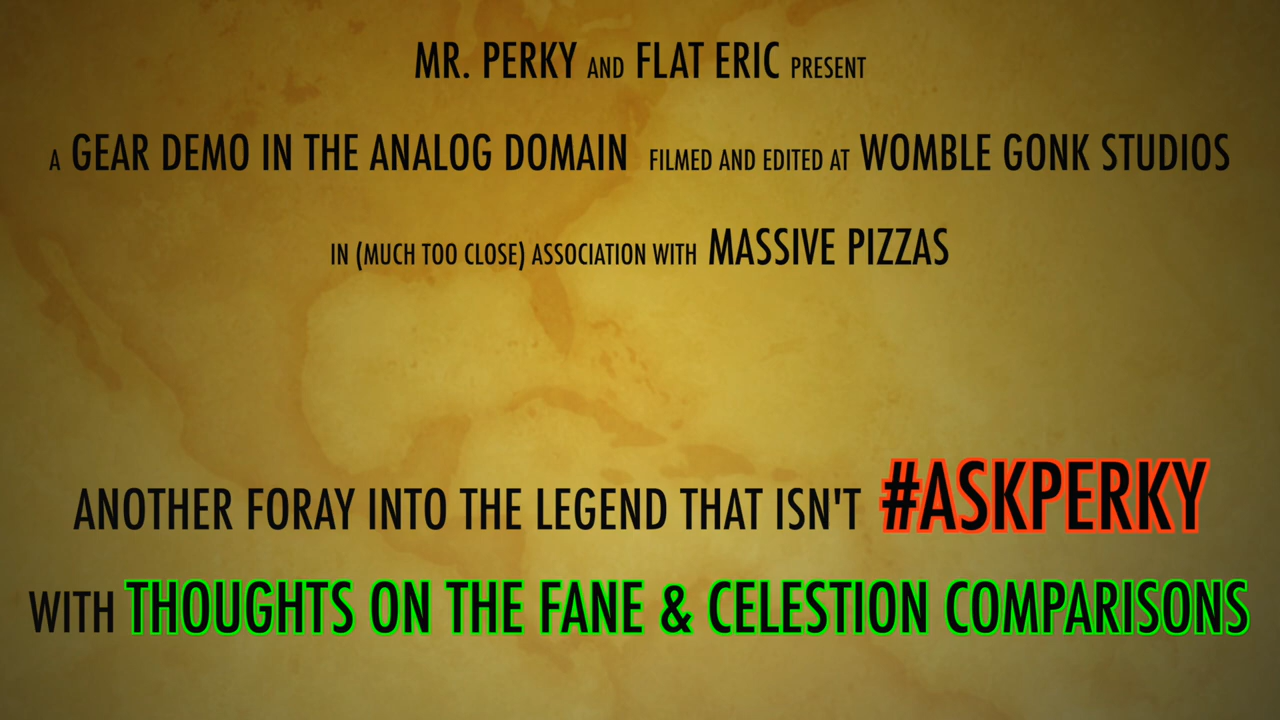 MR. PERKY AND FLAT ERIC PRESENT
A GEAR DEMO IN THE ANALOG DOMAIN FILMED AND EDITED AT WOMBLE GONK STUDIOS
IN (MUCH TOO CLOSE) ASSOCIATION WITH MASSIVE PIZZAS
ANOTHER FORAY INTO THE LEGEND THAT ISN'T #ASKPERKY
WITH THOUGHTS ON THE FANE & CELESTION COMPARISONS